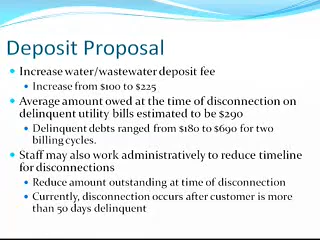 Deposit Proposal
Increase water/wastewater deposit fee
Increase from $100 to $225
Average amount owed at the time of disconnection on
delinquent utility bills estimated to be $290
Delinquent debts ranged from $180 to $690 for two
billing cycles.
Staff may also work administratively to reduce timeline
for disconnections
Reduce amount outstanding at time of disconnection
Currently, disconnection occurs after customer is more
than 50 days delinquent